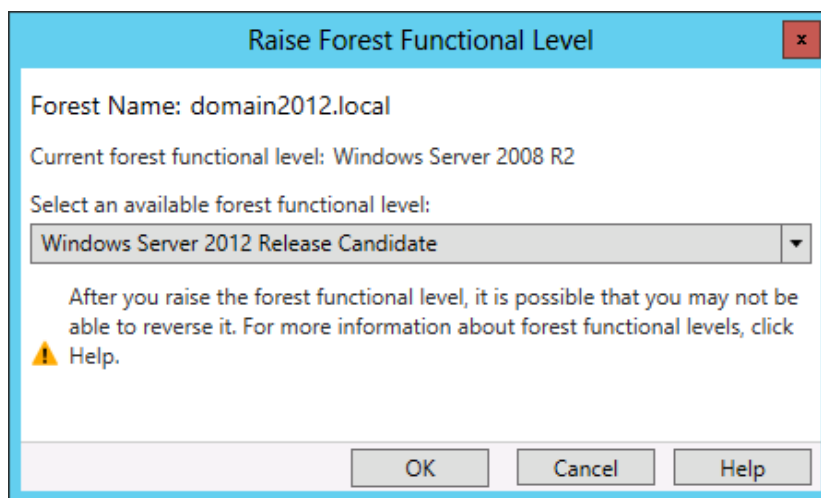 Raise Forest Functional Level
x
Forest Name: domain2012.local
Current forest functional level: Windows Server 2008 R2
Select an available forest functional level:
Windows Server 2012 Release Candidate
After you raise the forest functional level, it is possible that you may not be
able to reverse it. For more information about forest functional levels, click
Help.
OK
Cancel
Help